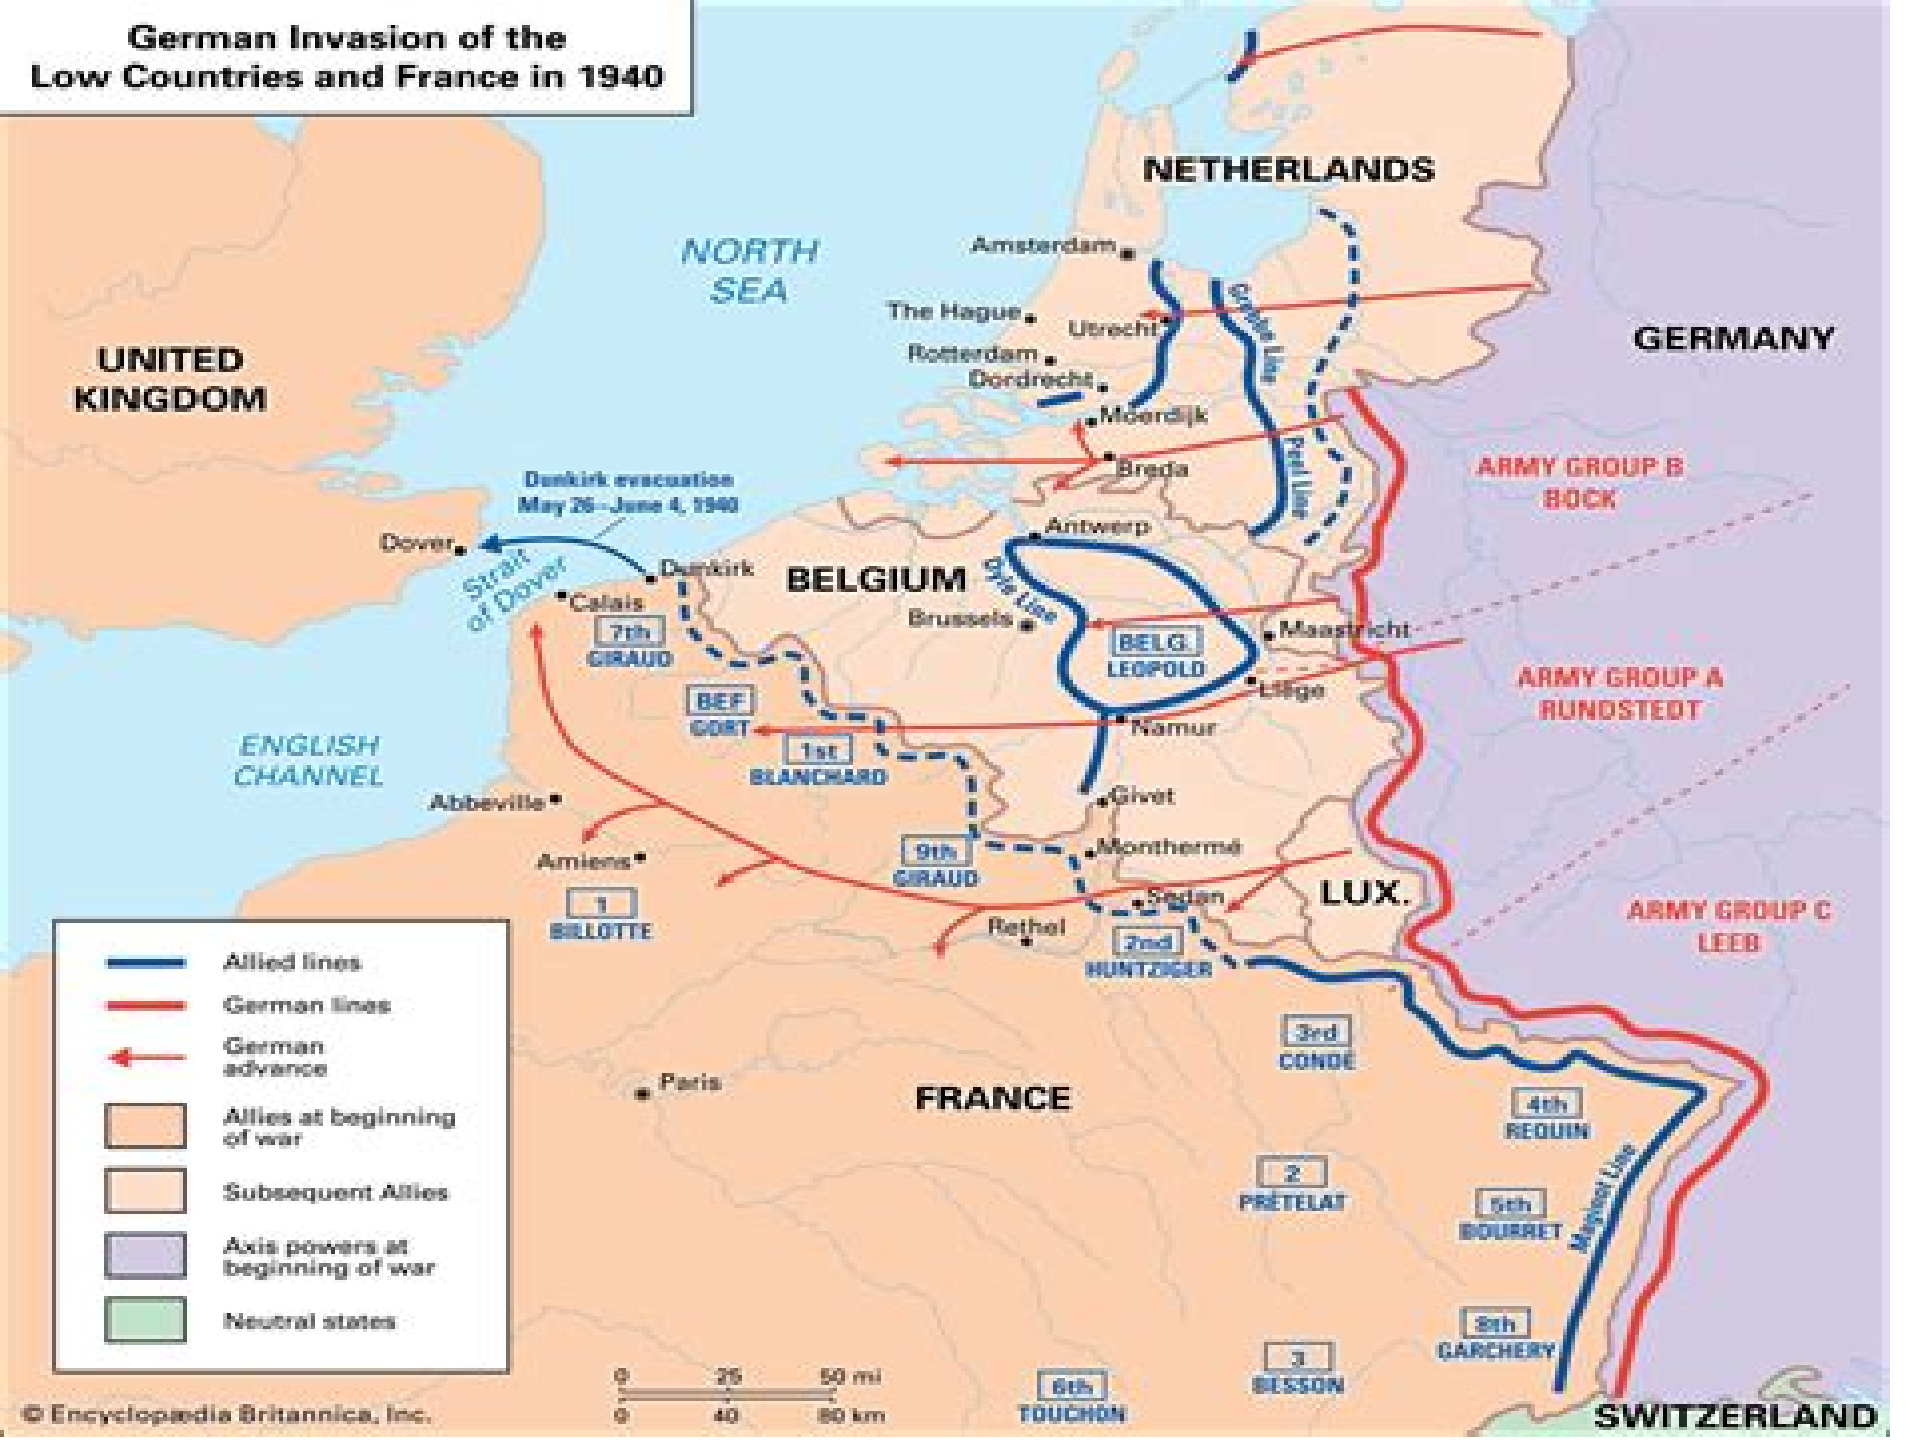 German Invasion of the
Low Countries and France in 1940
NETHERLANDS
NORTH
SEA
Amsterdam
The Hague
Utrecht
Grebbe Line
GERMANY
UNITED
KINGDOM
Rotterdam
Dordrecht
Moerdijk
Breda
Peel Line
ARMY GROUP B
BOCK
Dunkirk evacuation
May 26–June 4, 1940
Dover
Strait
of Dover
Dunkirk
Calais
Antwerp
BELGIUM
Dyle Line
Brussels
Maastricht
7th
GIRAUD
BELG.
LEOPOLD
Liège
ARMY GROUP A
RUNDSTEDT
BEF
GORT
Namur
1st
BLANCHARD
ENGLISH
CHANNEL
Abbeville
Givet
Amiens
9th
GIRAUD
Monthermé
Sedan
LUX.
1
BILLOTTE
Rethel
2nd
HUNTZIGER
ARMY GROUP C
LEEB
Allied lines
German lines
German
advance
Allies at beginning
of war
Subsequent Allies
Axis powers at
beginning of war
Neutral states
3rd
CONDÉ
Paris
FRANCE
4th
REQUIN
2
PRÉTELAT
5th
BOURRET
Maginot Line
8th
GARCHERY
3
BESSON
6th
TOUCHON
0 25 50 mi
0 40 80 km
© Encyclopædia Britannica, Inc.
SWITZERLAND